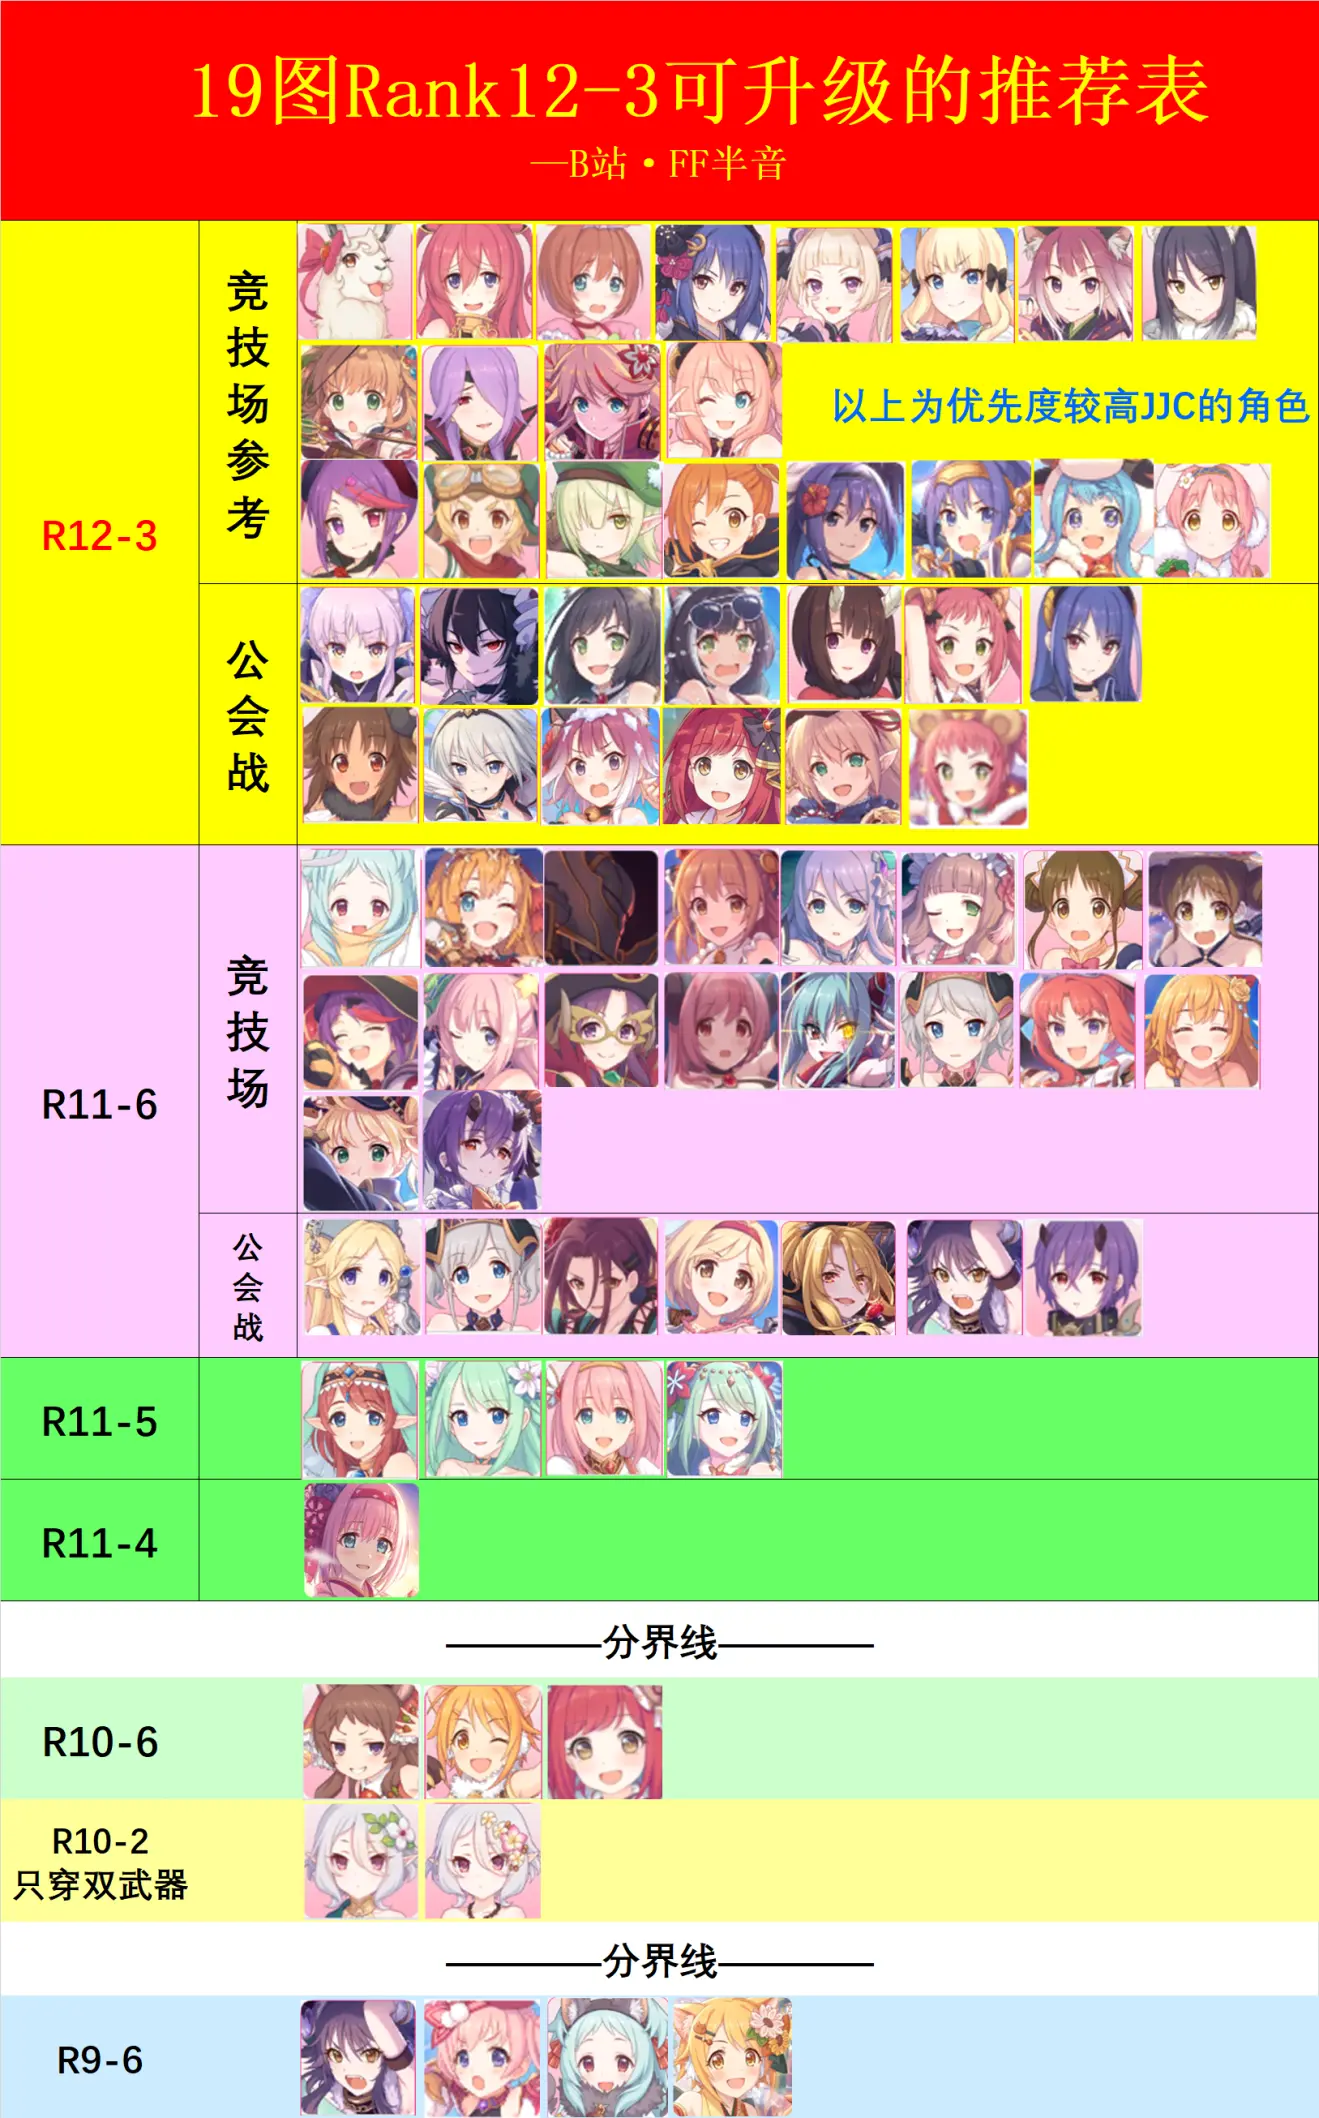 19图Rank12-3可升级的推荐表
—B站·FF半音
R12-3
竞技场参考
以上为优先度较高JJC的角色
公会战
R11-6
竞技场
公会战
R11-5
R11-4
————分界线————
R10-6
R10-2
只穿双武器
————分界线————
R9-6